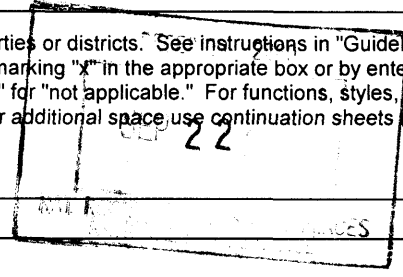 rties or districts. See instructions in "Guidel
marking "x" in the appropriate box or by ente
" for "not applicable." For functions, styles,
r additional space use continuation sheets
22